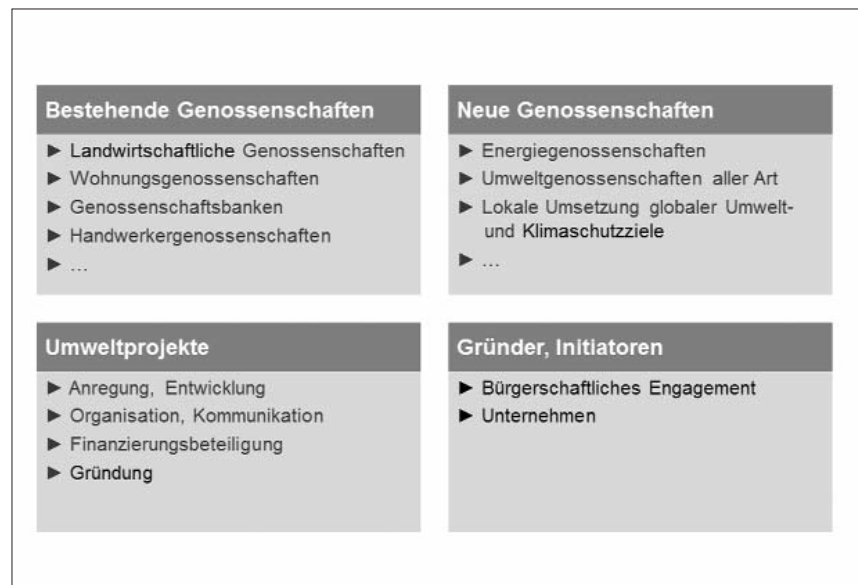 Bestehende Genossenschaften
► Landwirtschaftliche Genossenschaften
► Wohnungsgenossenschaften
► Genossenschaftsbanken
► Handwerkergenossenschaften
► ...
Neue Genossenschaften
► Energiegenossenschaften
► Umweltgenossenschaften aller Art
► Lokale Umsetzung globaler Umwelt-
und Klimaschutzziele
► ...
Umweltprojekte
► Anregung, Entwicklung
► Organisation, Kommunikation
► Finanzierungsbeteiligung
► Gründung
Gründer, Initiatoren
► Bürgerschaftliches Engagement
► Unternehmen